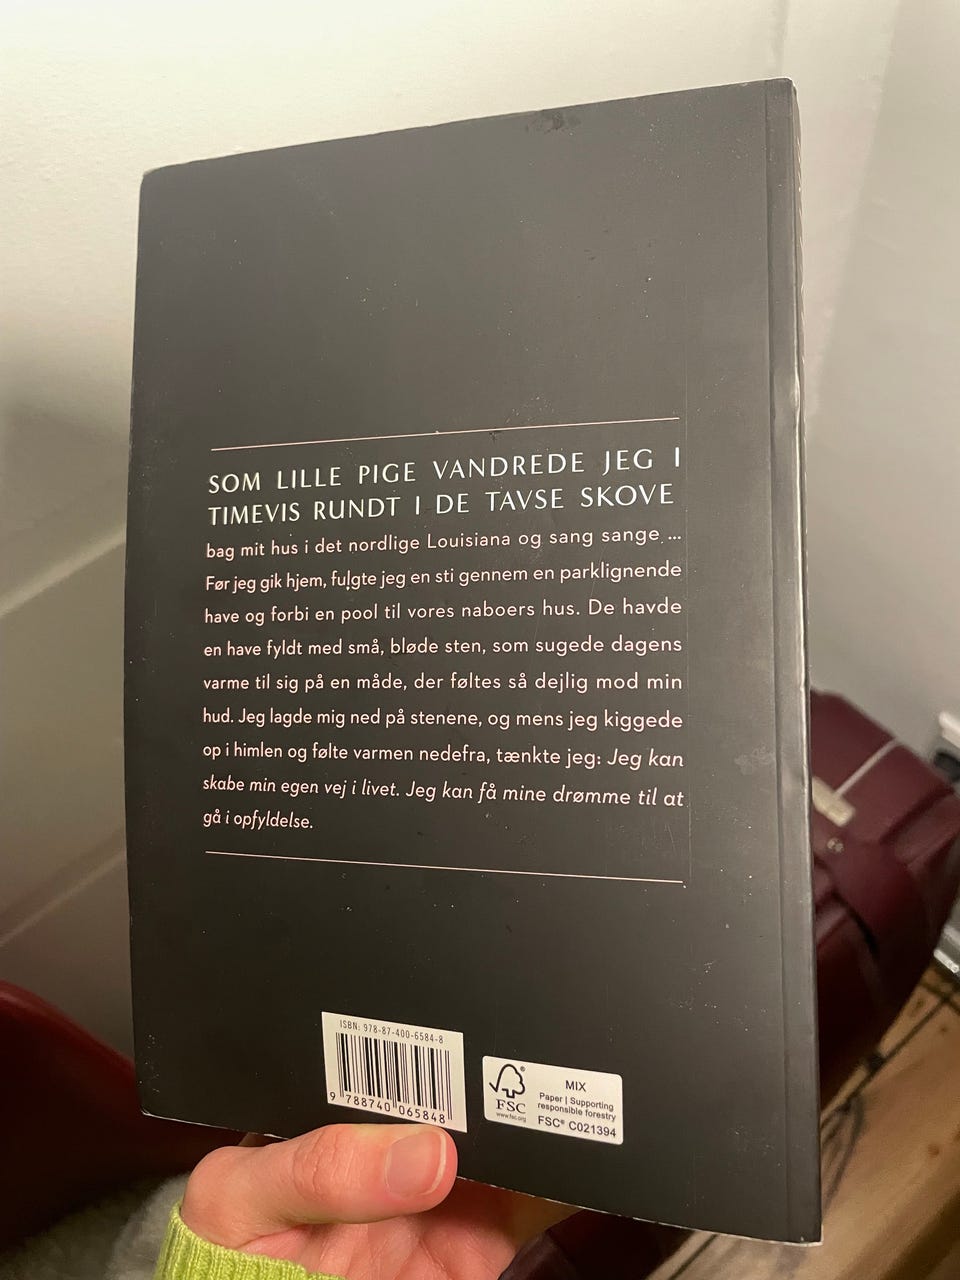 SOM LILLE PIGE VANDREDE JEG I
TIMEVIS RUNDT I DE TAVSE SKOVE
bag mit hus i det nordlige Louisiana og sang sange ...
Før jeg gik hjem, fulgte jeg en sti gennem en parklignende
have og forbi en pool til vores naboers hus. De havde
en have fyldt med små, bløde sten, som sugede dagens
varme til sig på en måde, der føltes så dejlig mod min
hud. Jeg lagde mig ned på stenene, og mens jeg kiggede
op i himlen og følte varmen nedefra, tænkte jeg: Jeg kan
skabe min egen vej i livet. Jeg kan få mine drømme til at
gå i opfyldelse.
ISBN: 978-87-400-6584-8
9 788740 065848
FSC
www.fsc.org
MIX
Paper | Supporting
responsible forestry
FSC® C021394